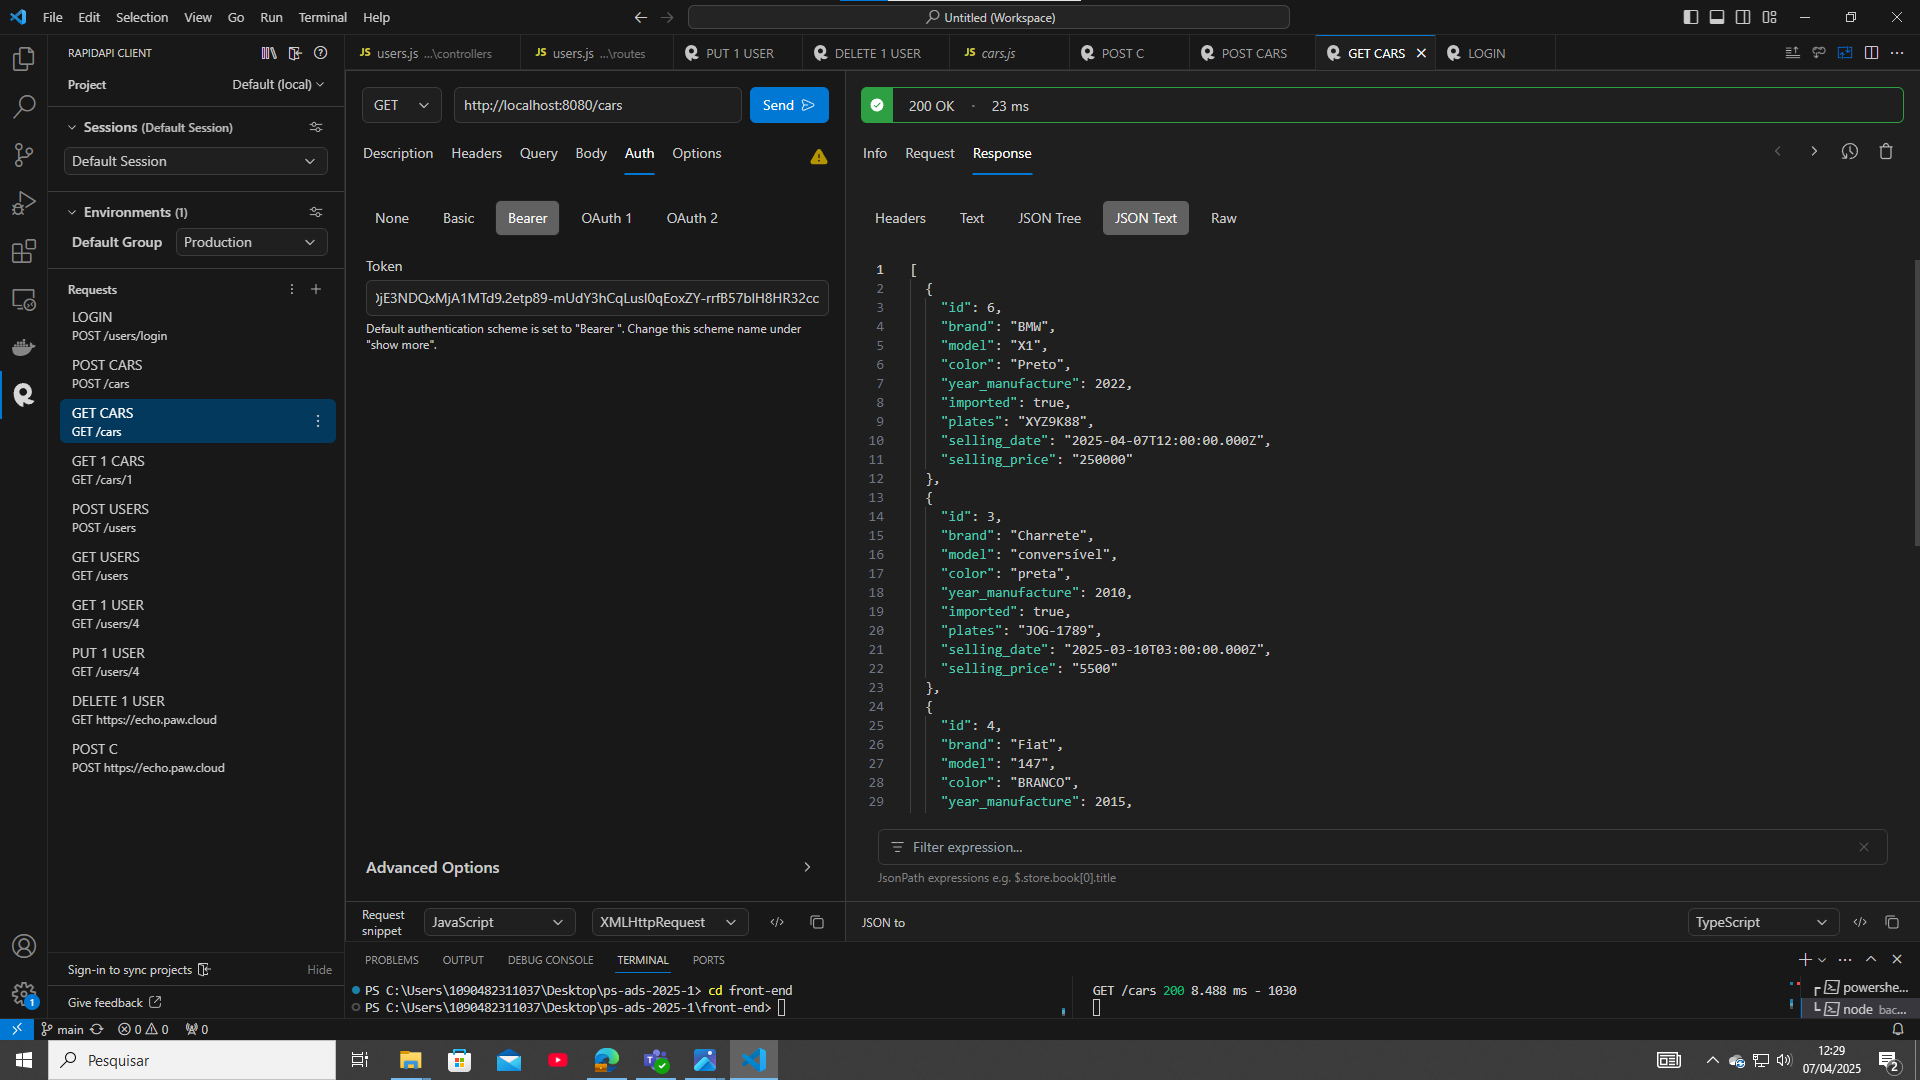 File Edit Selection View Go Run Terminal Help
Untitled (Workspace)
RAPIDAPI CLIENT
Project Default (local)
Sessions (Default Session)
Default Session
Environments (1)
Default Group Production
Requests
LOGIN
POST /users/login
POST CARS
POST /cars
GET CARS
GET /cars
GET 1 CARS
GET /cars/1
POST USERS
POST /users
GET USERS
GET /users
GET 1 USER
GET /users/4
PUT 1 USER
GET /users/4
DELETE 1 USER
GET https://echo.paw.cloud
POST C
POST https://echo.paw.cloud
Sign-in to sync projects Hide
Give feedback
JS users.js ...\controllers JS users.js ...\routes PUT 1 USER DELETE 1 USER JS cars.js POST C POST CARS GET CARS LOGIN
GET http://localhost:8080/cars Send
Description Headers Query Body Auth Options
None Basic Bearer OAuth 1 OAuth 2
Token
jE3NDQxMjA1MTd9.2etp89-mUdY3hCqLusI0qEoxZY-rrfB57bIH8HR32cc
Default authentication scheme is set to "Bearer ". Change this scheme name under
"show more".
Advanced Options
Request snippet JavaScript XMLHttpRequest </>
200 OK · 23 ms
Info Request Response
Headers Text JSON Tree JSON Text Raw
1 [
2 {
3 "id": 6,
4 "brand": "BMW",
5 "model": "X1",
6 "color": "Preto",
7 "year_manufacture": 2022,
8 "imported": true,
9 "plates": "XYZ9K88",
10 "selling_date": "2025-04-07T12:00:00.000Z",
11 "selling_price": "250000"
12 },
13 {
14 "id": 3,
15 "brand": "Charrete",
16 "model": "conversível",
17 "color": "preta",
18 "year_manufacture": 2010,
19 "imported": true,
20 "plates": "JOG-1789",
21 "selling_date": "2025-03-10T03:00:00.000Z",
22 "selling_price": "5500"
23 },
24 {
25 "id": 4,
26 "brand": "Fiat",
27 "model": "147",
28 "color": "BRANCO",
29 "year_manufacture": 2015,
Filter expression...
JsonPath expressions e.g. $.store.book[0].title
JSON to TypeScript </>
PROBLEMS OUTPUT DEBUG CONSOLE TERMINAL PORTS
PS C:\Users\1090482311037\Desktop\ps-ads-2025-1> cd front-end
PS C:\Users\1090482311037\Desktop\ps-ads-2025-1\front-end>
GET /cars 200 8.488 ms - 1030
powershe...
node bac...
1
main 0 0 0
Pesquisar
12:29
07/04/2025
2